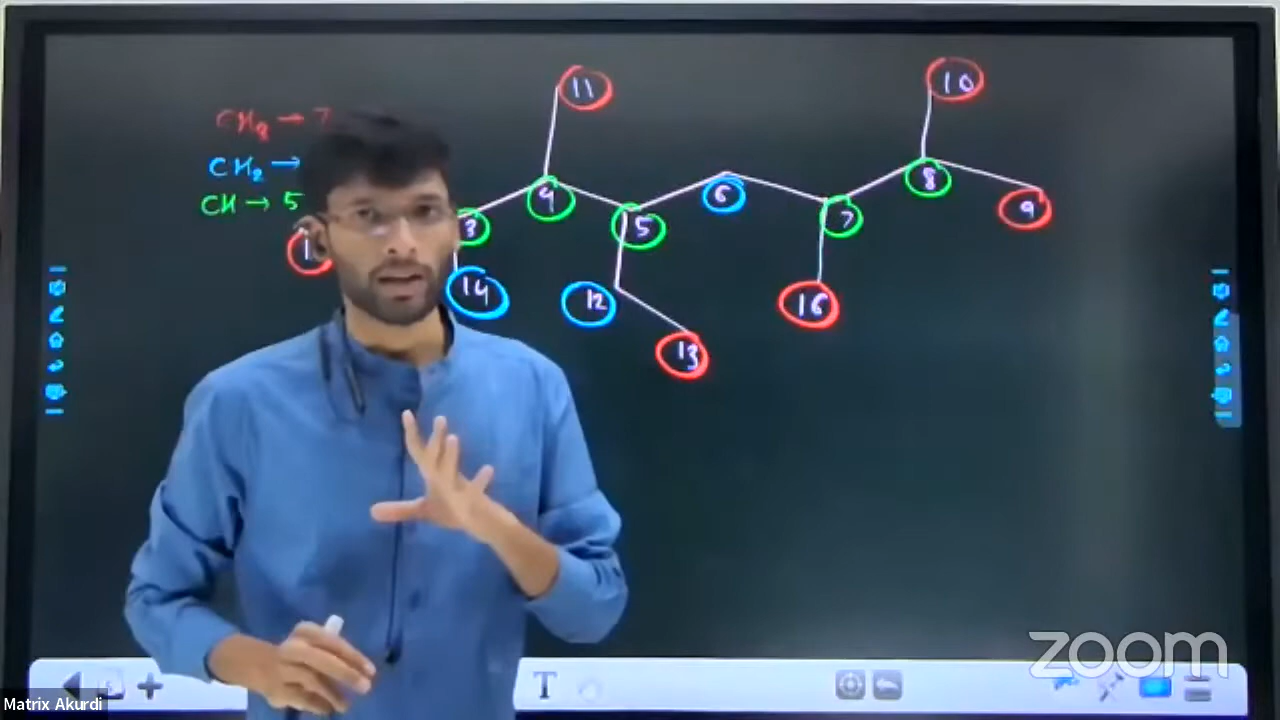 11
10
CH₃ → 7
CH₂ →
CH → 5
4
8
6
3
5
7
9
1
14
12
16
13
zoom
T
Matrix Akurdi